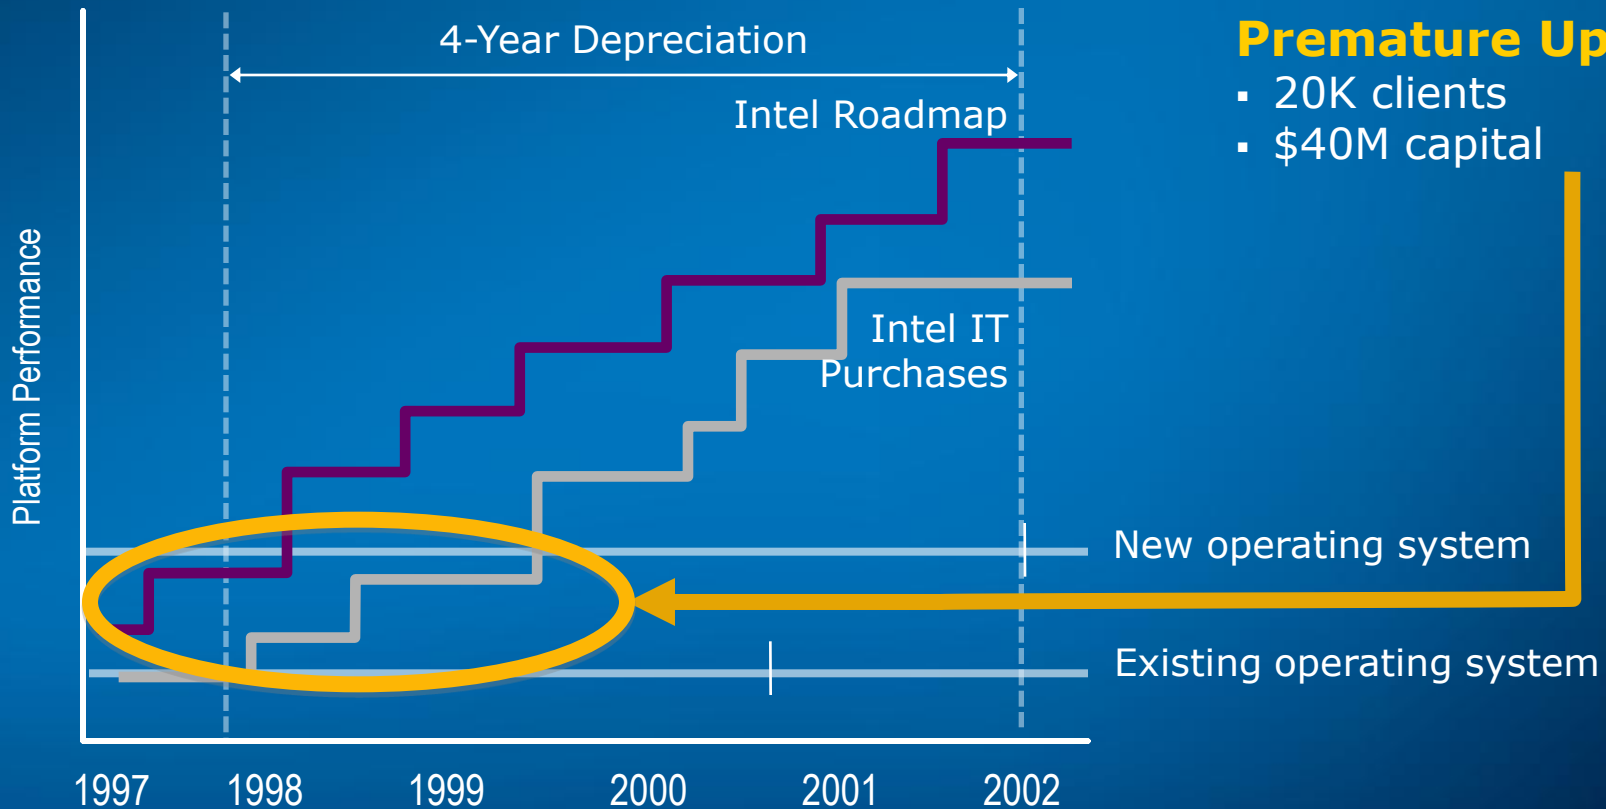 4-Year Depreciation
Premature Up
▪ 20K clients
▪ $40M capital
Intel Roadmap
Intel IT
Purchases
Platform Performance
New operating system
Existing operating system
1997 1998 1999 2000 2001 2002